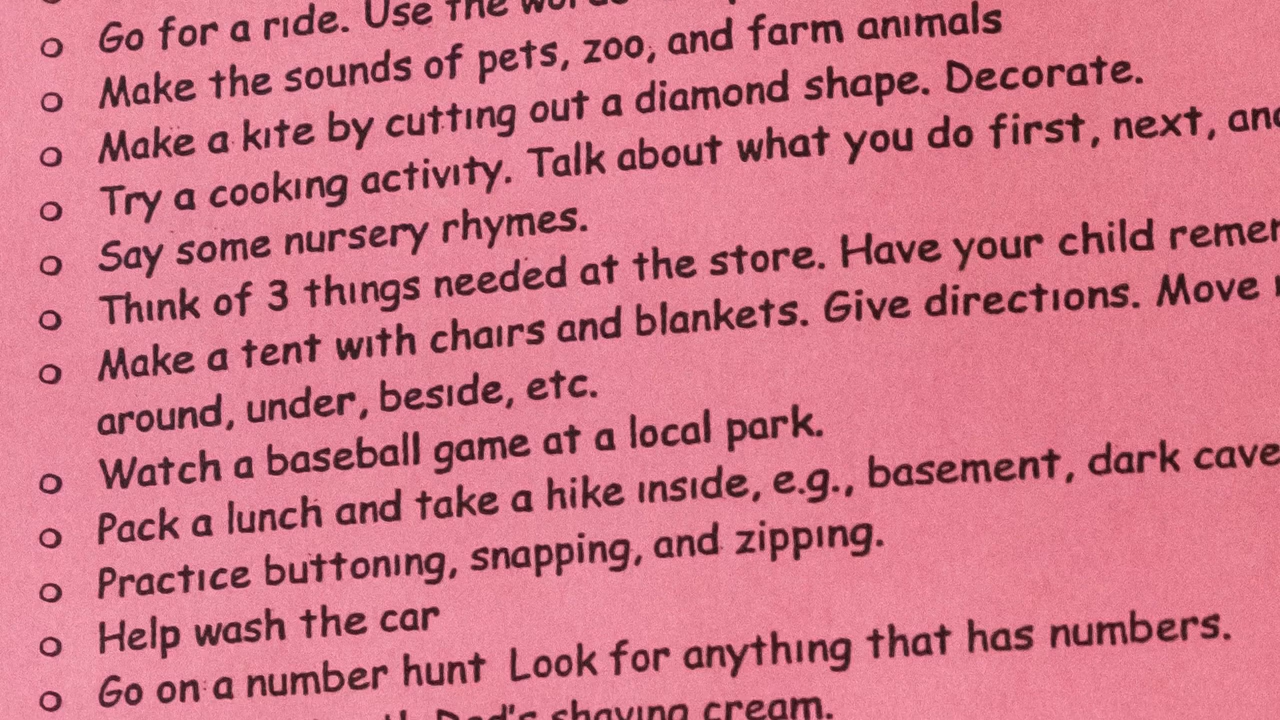 Go for a ride. Use the words
Make the sounds of pets, zoo, and farm animals
Make a kite by cutting out a diamond shape. Decorate.
Try a cooking activity. Talk about what you do first, next, and
Say some nursery rhymes.
Think of 3 things needed at the store. Have your child
Make a tent with chairs and blankets. Give directions. Move
around, under, beside, etc.
Watch a baseball game at a local park.
Pack a lunch and take a hike inside, e.g., basement, dark cave
Practice buttoning, snapping, and zipping.
Help wash the car
Go on a number hunt Look for anything that has numbers.
Dad's shaving cream.